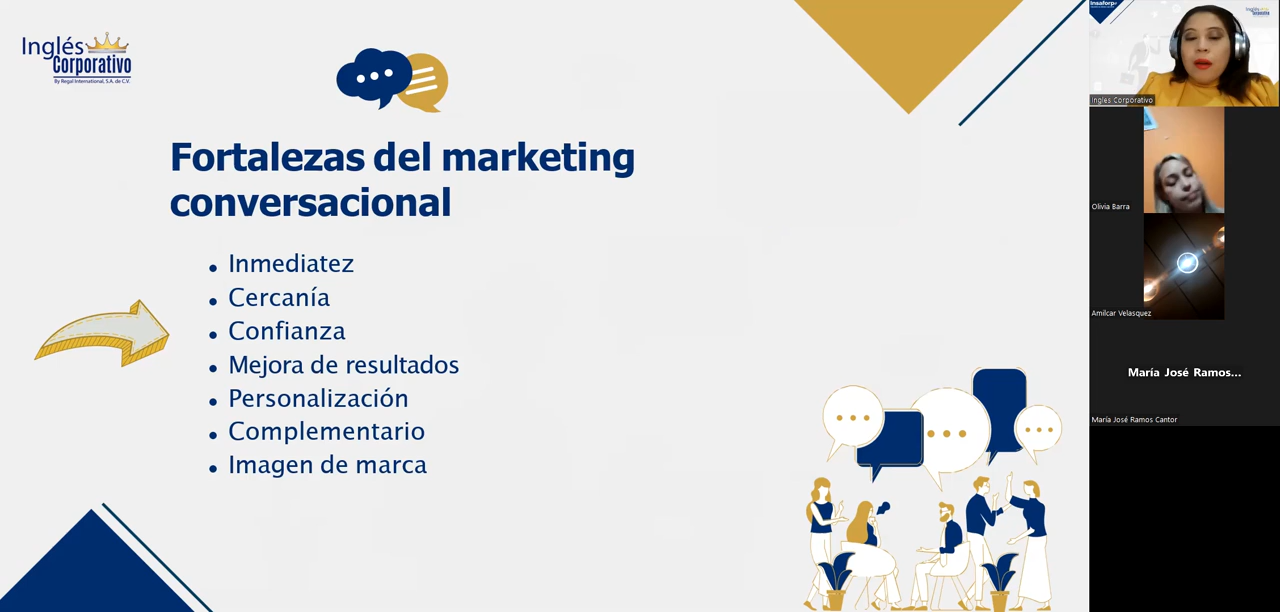 Inglés
Corporativo
By Regal International, S.A. de C.V.
Fortalezas del marketing
conversacional
• Inmediatez
• Cercanía
• Confianza
• Mejora de resultados
• Personalización
• Complementario
• Imagen de marca
Insaforp
Ingles Corporativo
Olivia Barra
Amilcar Velasquez
María José Ramos...
María José Ramos Cantor